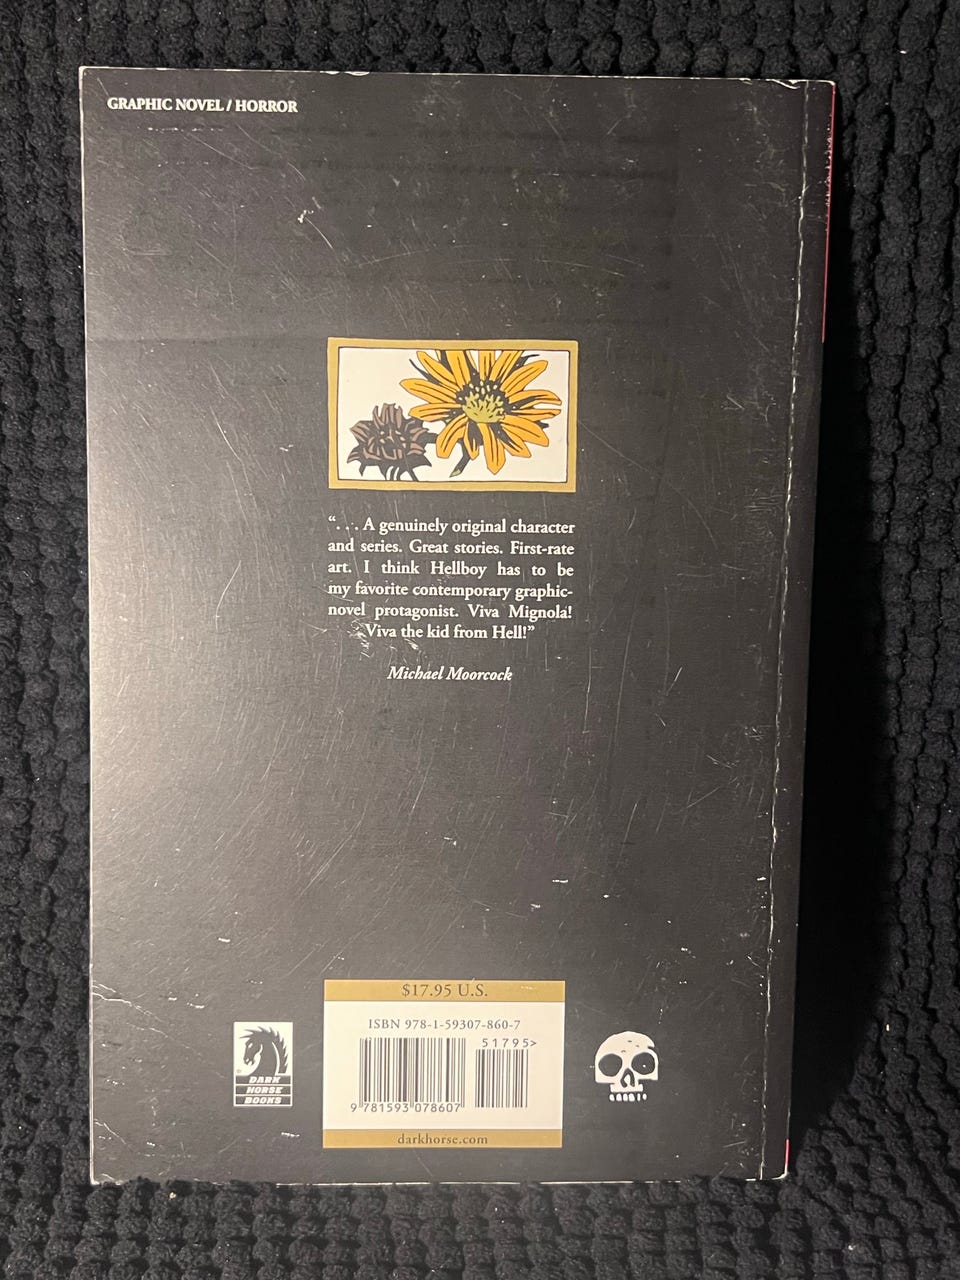 GRAPHIC NOVEL / HORROR
“. . . A genuinely original character
and series. Great stories. First-rate
art. I think Hellboy has to be
my favorite contemporary graphic-
novel protagonist. Viva Mignola!
Viva the kid from Hell!”
Michael Moorcock
$17.95 U.S.
ISBN 978-1-59307-860-7
51795>
9 781593 078607
darkhorse.com
DARK
HORSE
BOOKS